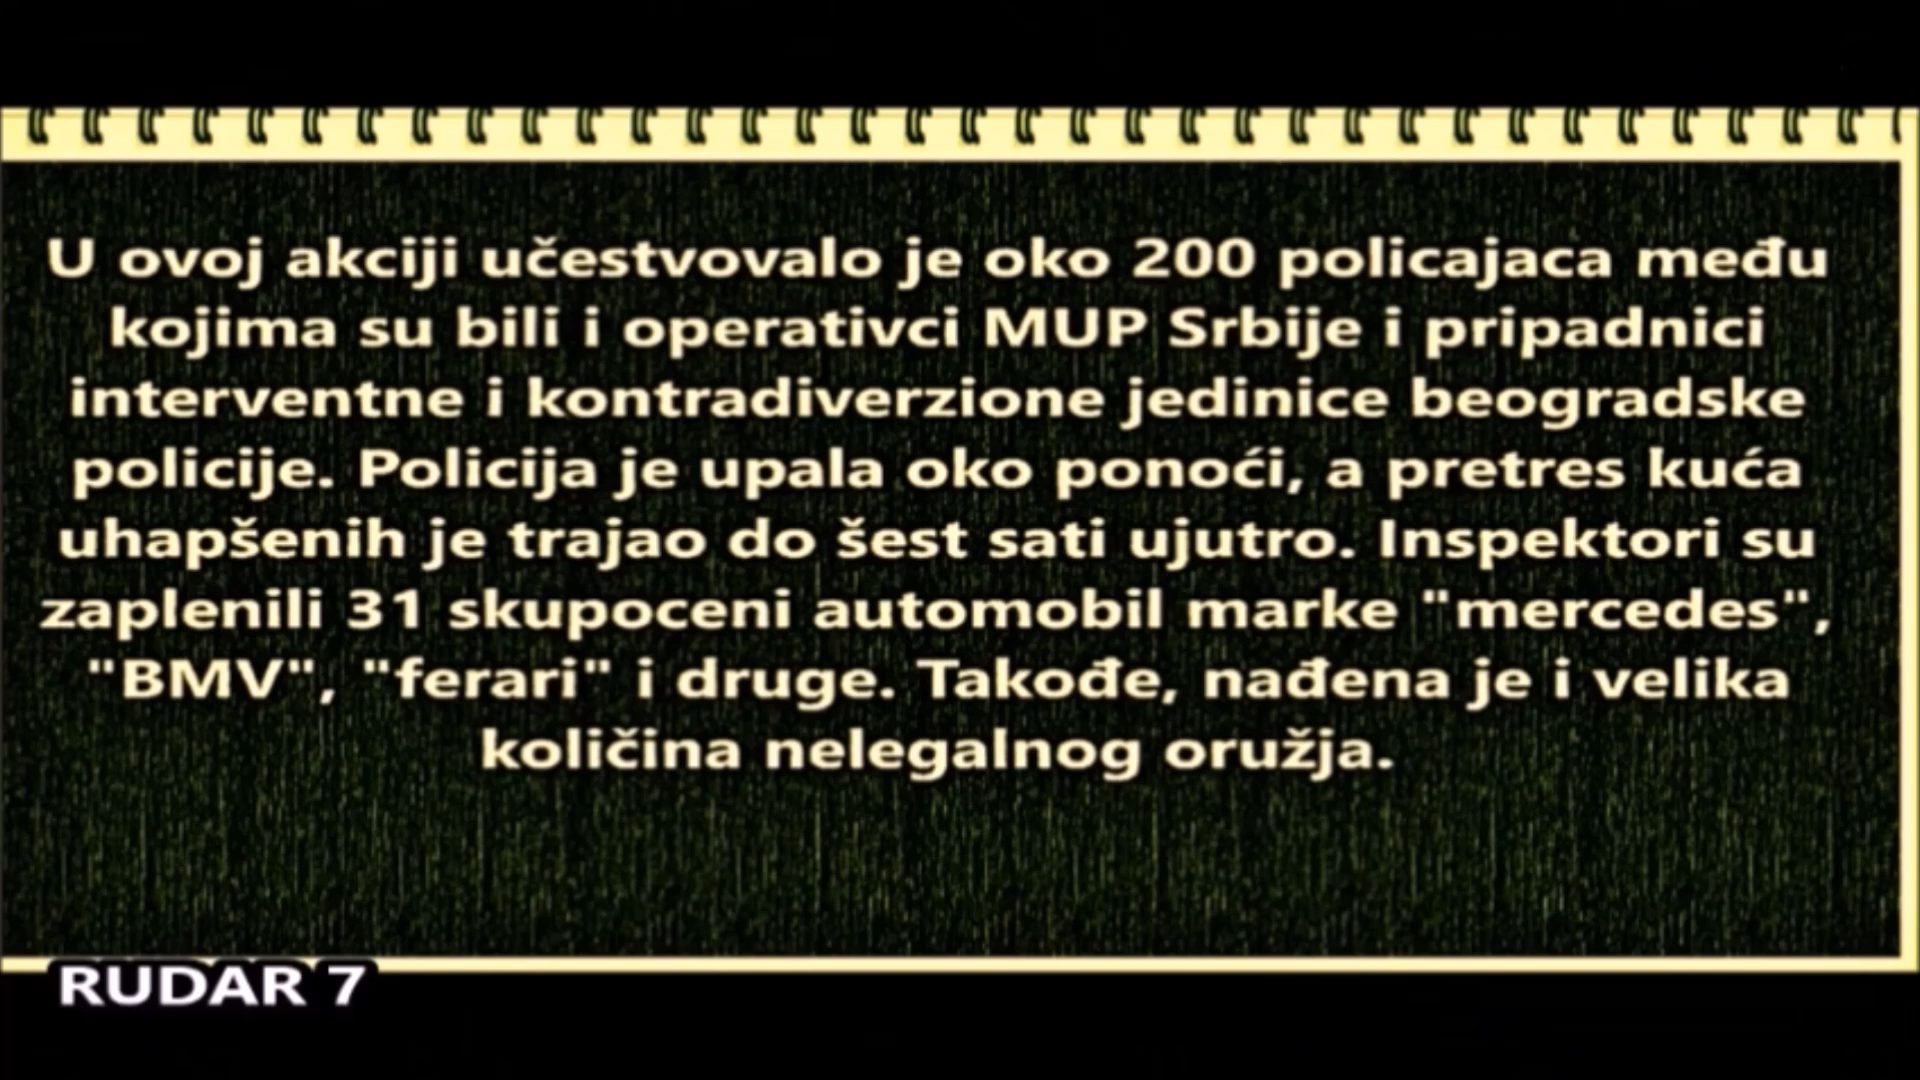 U ovoj akciji učestvovalo je oko 200 policajaca među
kojima su bili i operativci MUP Srbije i pripadnici
interventne i kontradiverzione jedinice beogradske
policije. Policija je upala oko ponoći, a pretres kuća
uhapšenih je trajao do šest sati ujutro. Inspektori su
zaplenili 31 skupoceni automobil marke "mercedes",
"BMV", "ferari" i druge. Takođe, nađena je i velika
količina nelegalnog oružja.
RUDAR 7